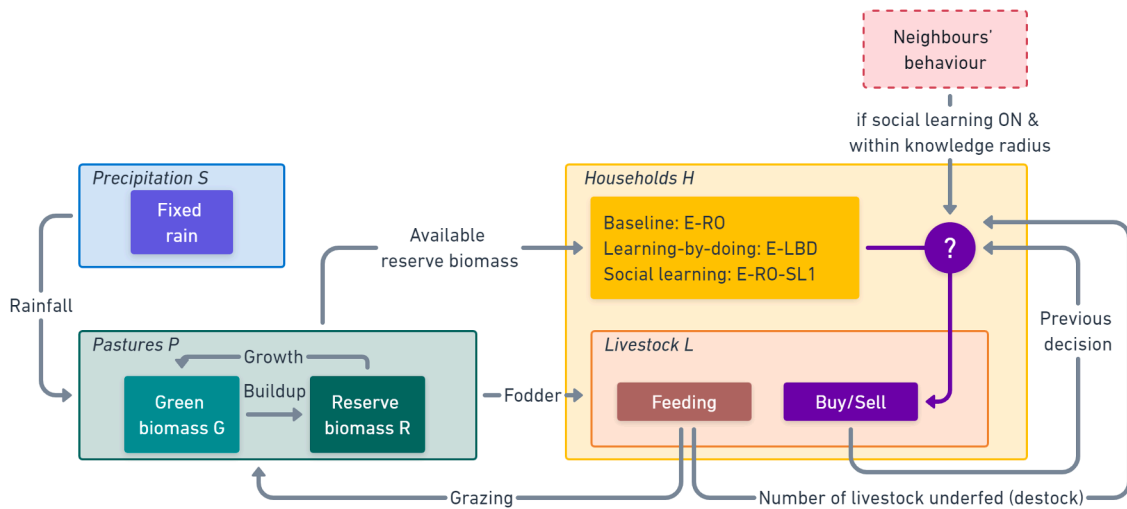 Neighbours'
behaviour
if social learning ON &
within knowledge radius
Precipitation S
Fixed
rain
Households H
Baseline: E-RO
Learning-by-doing: E-LBD
Social learning: E-RO-SL1
?
Available
reserve biomass
Rainfall
Previous
decision
Pastures P
Growth
Buildup
Green
biomass G
Reserve
biomass R
Fodder
Livestock L
Feeding
Buy/Sell
Grazing
Number of livestock underfed (destock)